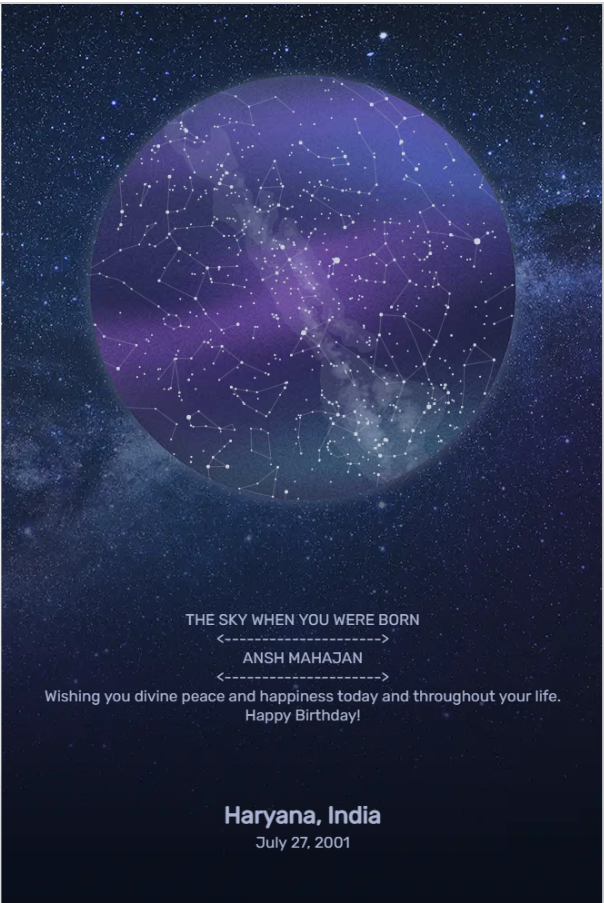 THE SKY WHEN YOU WERE BORN
<--------------------->
ANSH MAHAJAN
<--------------------->
Wishing you divine peace and happiness today and throughout your life.
Happy Birthday!
Haryana, India
July 27, 2001